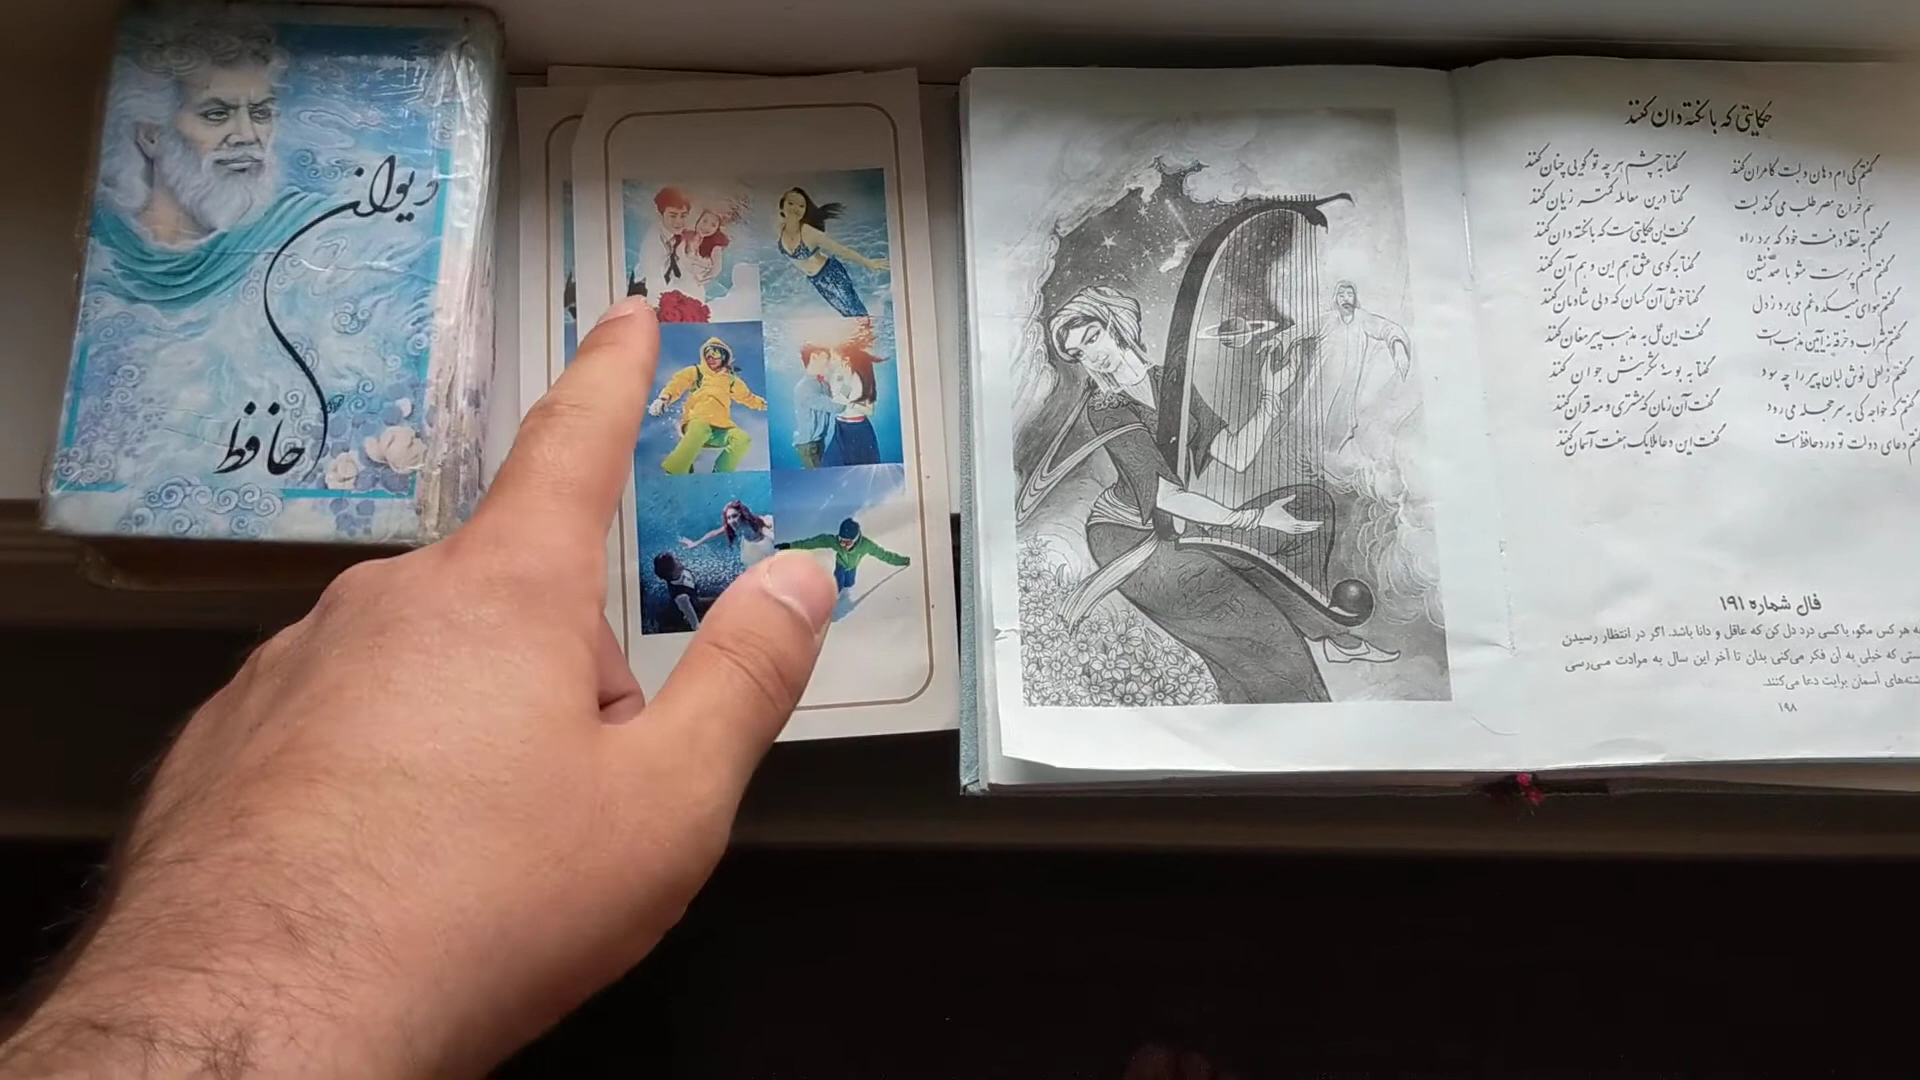 دیوان
حافظ
حکایتی که با نکته دان کنند
گفتم کی ام دهان و لبت کامران کنند گفتا به چشم هر چه تو گویی چنان کنند
خراج مصر طلب می کند لبت گفتا درین معامله کمتر زیان کنند
گفتم به نقطهٔ دهنت خود که برد راه گفت این حکایتی ست که با نکته دان کنند
گفتم صنم پرست مشو با صمد نشین گفتا به کوی عشق هم این و هم آن کنند
گفتم هوای میکده غم می برد ز دل گفتا خوش آن کسان که دلی شادمان کنند
گفتم شراب و خرقه نه آیین مذهب است گفت این عمل به مذهب پیر مغان کنند
گفتم ز لعل نوش لبان پیر را چه سود گفتا به بوسهٔ شکرینش جوان کنند
گفتم که خواجه کی به سر حجله می رود گفت آن زمان که مشتری و مه قران کنند
دعای دولت تو ورد حافظ است گفت این دعا ملایک هفت آسمان کنند
فال شماره ۱۹۱
هر کس مگو، با کسی درد دل کن که عاقل و دانا باشد. اگر در انتظار رسیدن
که خیلی به آن فکر می‌کنی بدان تا آخر این سال به مرادت می‌رسی
آسمان برایت دعا می‌کنند.
۱۹۸